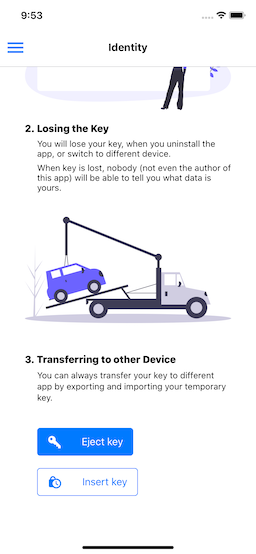 9:53
Identity
2. Losing the Key
You will lose your key, when you uninstall the
app, or switch to different device.
When key is lost, nobody (not even the author of
this app) will be able to tell you what data is
yours.
3. Transferring to other Device
You can always transfer your key to different
app by exporting and importing your temporary
key.
Eject key
Insert key